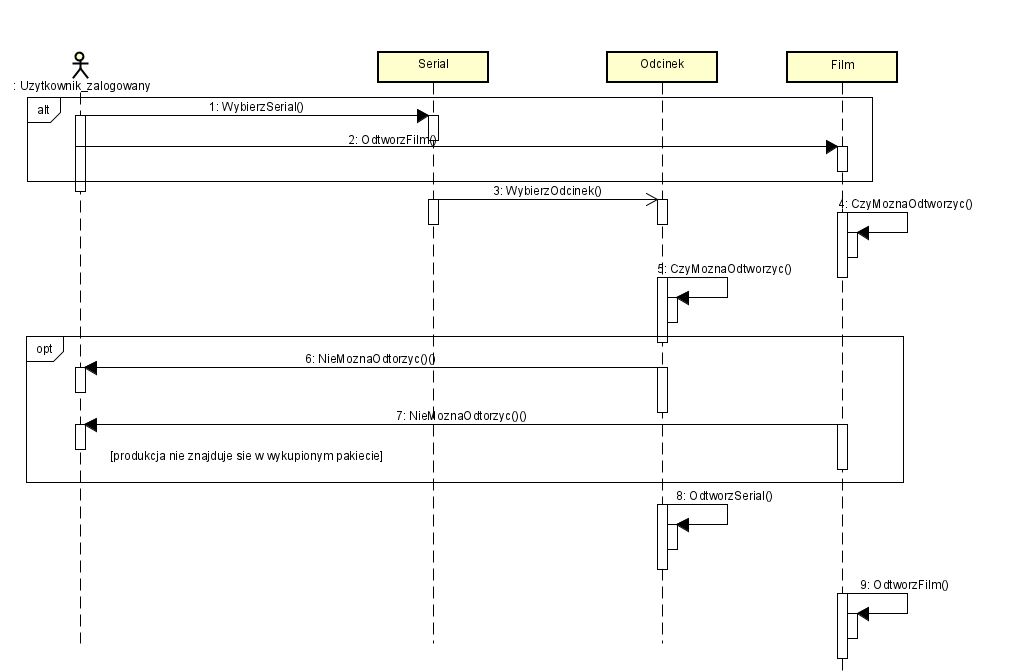 Serial
Odcinek
Film
: Uzytkownik_zalogowany
alt
1: WybierzSerial()
2: OdtworzFilm()
3: WybierzOdcinek()
4: CzyMoznaOdtworzyc()
5: CzyMoznaOdtworzyc()
opt
6: NieMoznaOdtorzyc()()
7: NieMoznaOdtorzyc()()
[produkcja nie znajduje sie w wykupionym pakiecie]
8: OdtworzSerial()
9: OdtworzFilm()